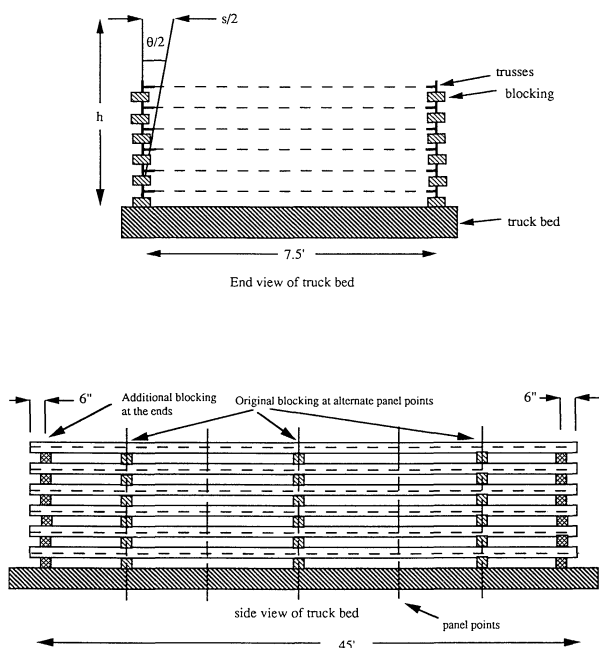 s/2
θ/2
trusses
blocking
h
truck bed
7.5'
End view of truck bed
6"
Additional blocking
at the ends
Original blocking at alternate panel points
6"
side view of truck bed
panel points
45'